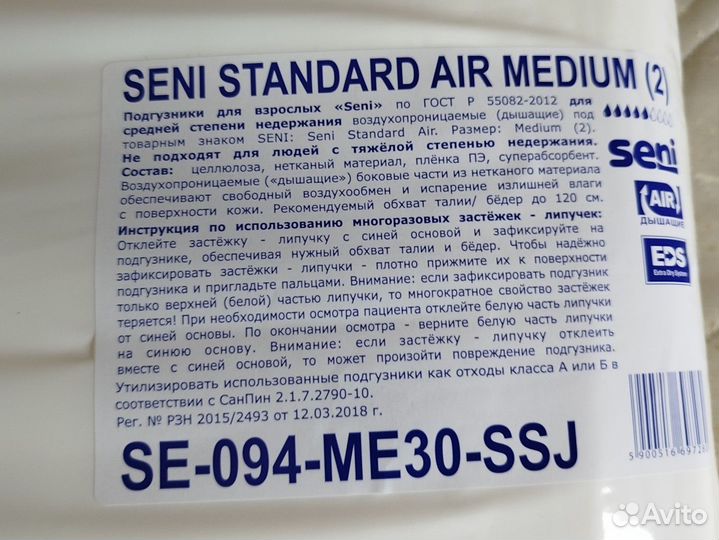 SENI STANDARD AIR MEDIUM (2)
Подгузники для взрослых «Seni» по ГОСТ Р 55082-2012 для
средней степени недержания воздухопроницаемые (дышащие) под
товарным знаком SENI: Seni Standard Air. Размер: Medium (2).
Не подходят для людей с тяжёлой степенью недержания.
Состав: целлюлоза, нетканый материал, плёнка ПЭ, суперабсорбент.
Воздухопроницаемые («дышащие») боковые части из нетканого материала
обеспечивают свободный воздухообмен и испарение излишней влаги
с поверхности кожи. Рекомендуемый обхват талии/ бёдер до 120 см.
Инструкция по использованию многоразовых застёжек - липучек:
Отклейте застёжку - липучку с синей основой и зафиксируйте на
подгузнике, обеспечивая нужный обхват талии и бёдер. Чтобы надёжно
зафиксировать застёжки - липучки - плотно прижмите их к поверхности
подгузника и пригладьте пальцами. Внимание: если зафиксировать подгузник
только верхней (белой) частью липучки, то многократное свойство застёжек
теряется! При необходимости осмотра пациента отклейте белую часть липучки
от синей основы. По окончании осмотра - верните белую часть липучки
на синюю основу. Внимание: если застёжку - липучку отклеить
вместе с синей основой, то может произойти повреждение подгузника.
Утилизировать использованные подгузники как отходы класса А или Б в
соответствии с СанПин 2.1.7.2790-10.
Рег. № РЗН 2015/2493 от 12.03.2018 г.
SE-094-ME30-SSJ
seni
AIR
ДЫШАЩИЕ
EDS
Extra Dry System
5 900516 69728
Avito